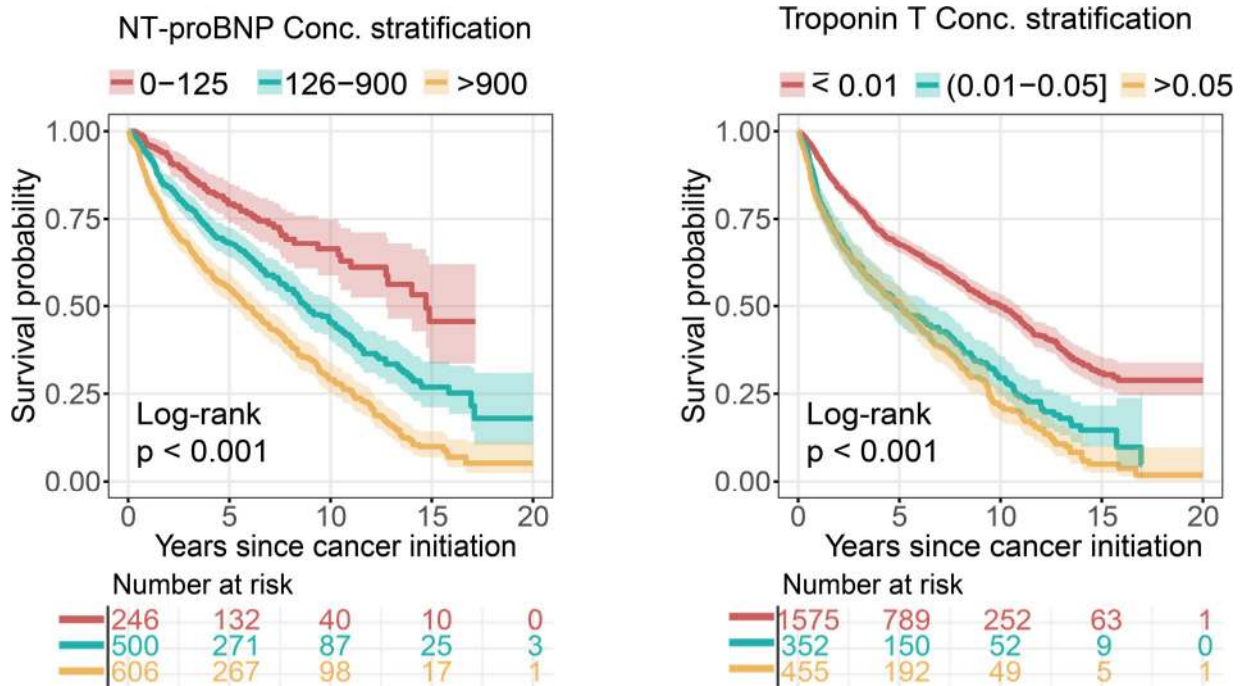 NT-proBNP Conc. stratification
0−125 126−900 >900
Survival probability
1.00
0.75
0.50
0.25
0.00
Log-rank
p < 0.001
0 5 10 15 20
Years since cancer initiation
Number at risk
246 132 40 10 0
500 271 87 25 3
606 267 98 17 1
Troponin T Conc. stratification
≤ 0.01 (0.01−0.05] >0.05
Survival probability
1.00
0.75
0.50
0.25
0.00
Log-rank
p < 0.001
0 5 10 15 20
Years since cancer initiation
Number at risk
1575 789 252 63 1
352 150 52 9 0
455 192 49 5 1